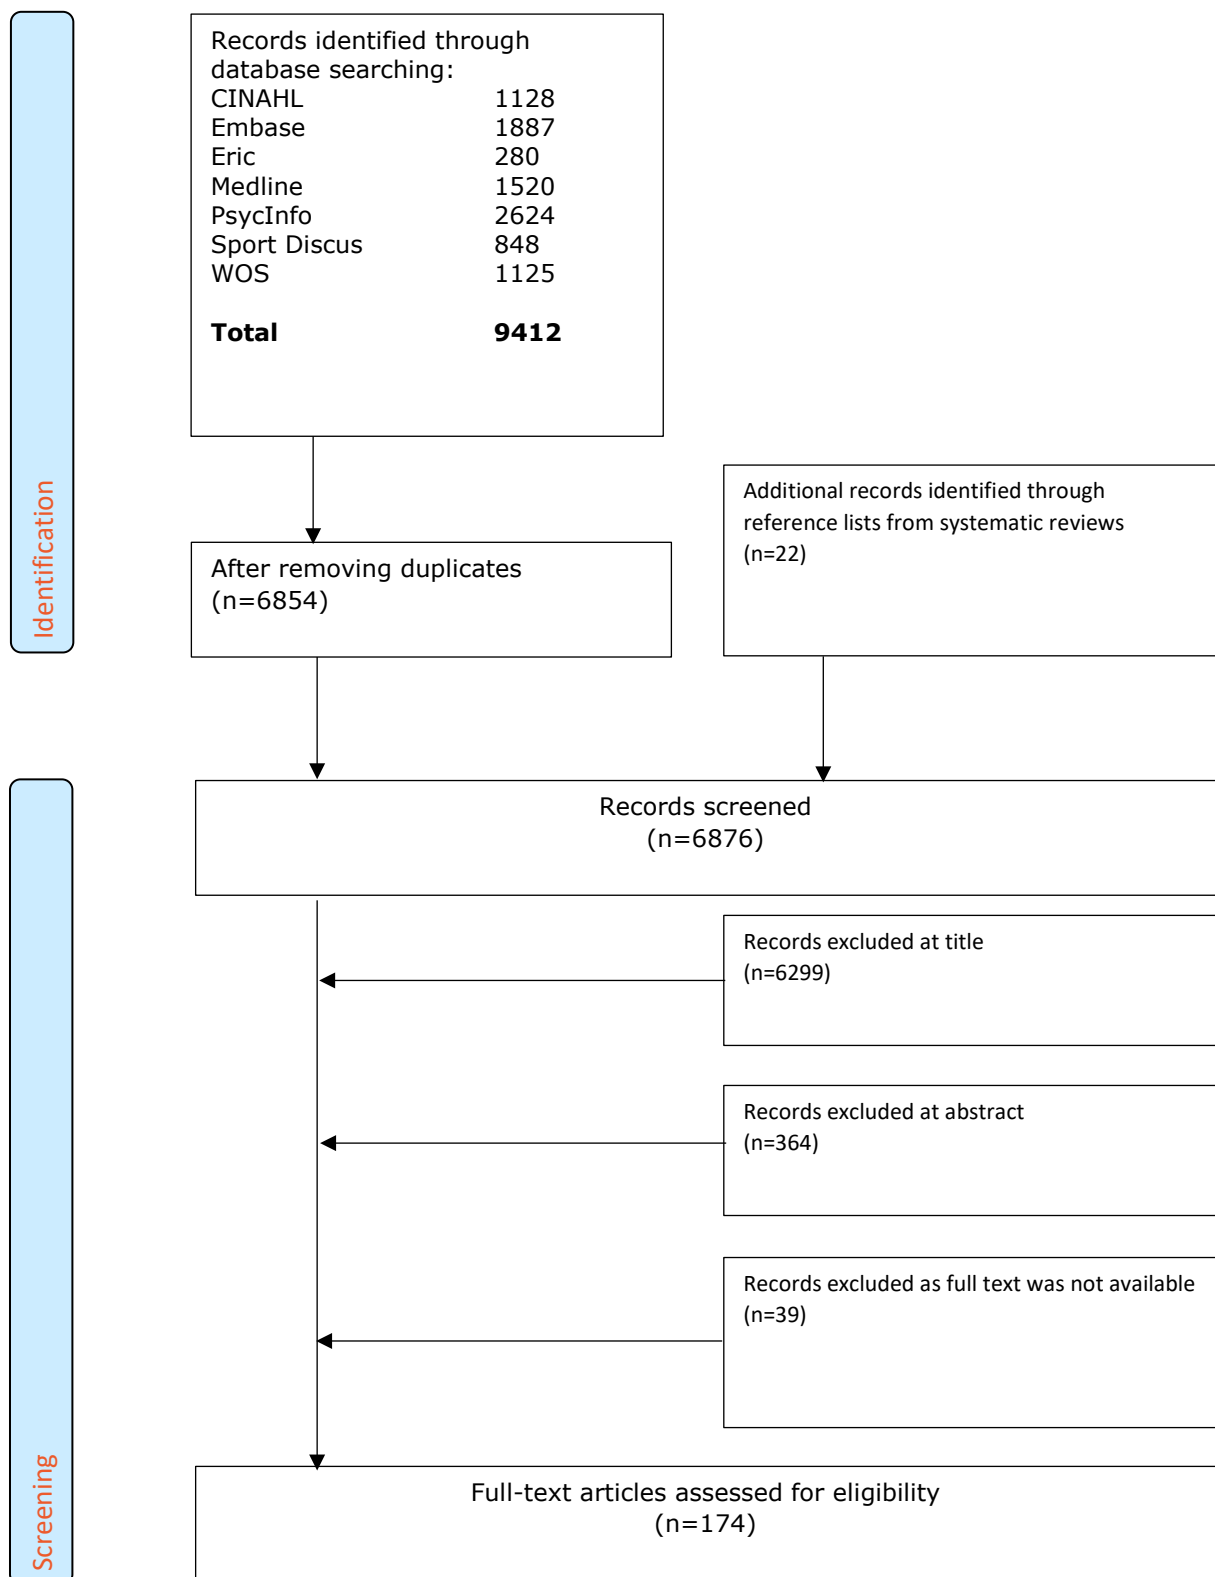 Identification
Records identified through
database searching:
CINAHL 1128
Embase 1887
Eric 280
Medline 1520
PsycInfo 2624
Sport Discus 848
WOS 1125
Total 9412
Additional records identified through
reference lists from systematic reviews
(n=22)
After removing duplicates
(n=6854)
Screening
Records screened
(n=6876)
Records excluded at title
(n=6299)
Records excluded at abstract
(n=364)
Records excluded as full text was not available
(n=39)
Full-text articles assessed for eligibility
(n=174)